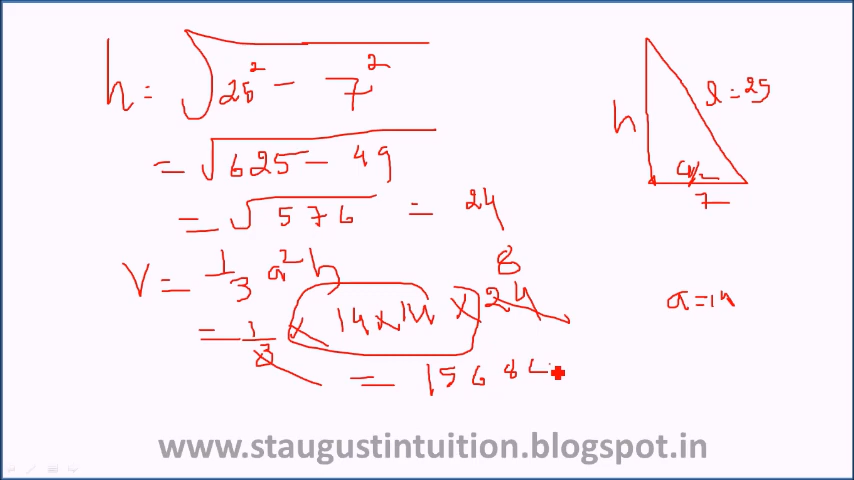 h = √25² − 7²
l = 25
h
a/2
= √625 − 49
7
= √576 = 24
V = 1/3 a² h
8
a = 14
= 1/3 × 14 × 14 × 24
= 1568
www.staugustintuition.blogspot.in